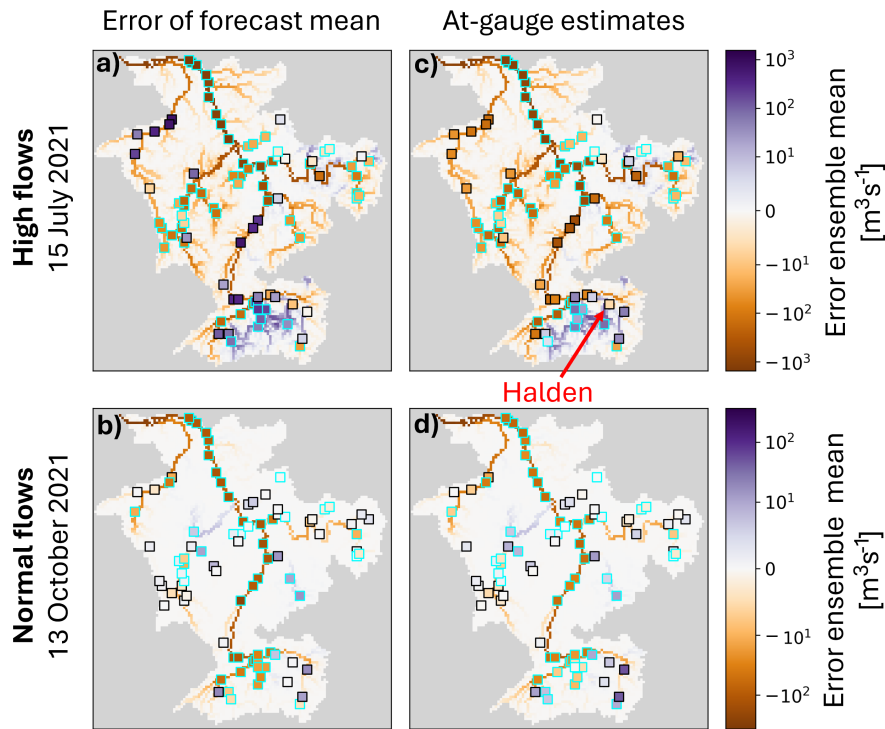 Error of forecast mean
At-gauge estimates
High flows
15 July 2021
a)
c)
10³
10²
10¹
0
−10¹
−10²
−10³
Error ensemble mean
[m³s⁻¹]
Halden
Normal flows
13 October 2021
b)
d)
10²
10¹
0
−10¹
−10²
Error ensemble mean
[m³s⁻¹]